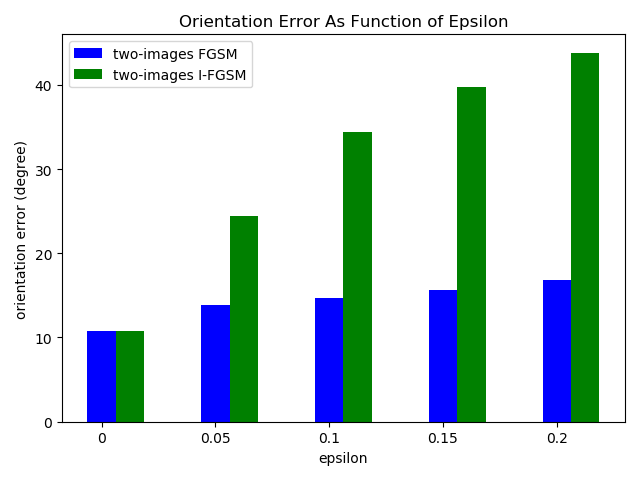 Orientation Error As Function of Epsilon
two-images FGSM
two-images I-FGSM
orientation error (degree)
40
30
20
10
0
0 0.05 0.1 0.15 0.2
epsilon